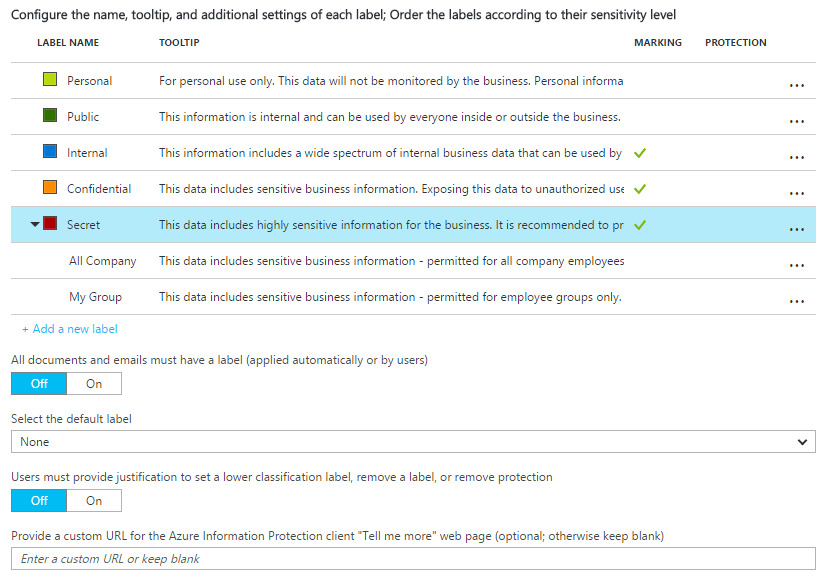 Configure the name, tooltip, and additional settings of each label; Order the labels according to their sensitivity level
LABEL NAME TOOLTIP MARKING PROTECTION
Personal For personal use only. This data will not be monitored by the business. Personal informa ...
Public This information is internal and can be used by everyone inside or outside the business. ...
Internal This information includes a wide spectrum of internal business data that can be used by ...
Confidential This data includes sensitive business information. Exposing this data to unauthorized use ...
Secret This data includes highly sensitive information for the business. It is recommended to pr ...
All Company This data includes sensitive business information - permitted for all company employees ...
My Group This data includes sensitive business information - permitted for employee groups only. ...
+ Add a new label
All documents and emails must have a label (applied automatically or by users)
Off On
Select the default label
None
Users must provide justification to set a lower classification label, remove a label, or remove protection
Off On
Provide a custom URL for the Azure Information Protection client "Tell me more" web page (optional; otherwise keep blank)
Enter a custom URL or keep blank